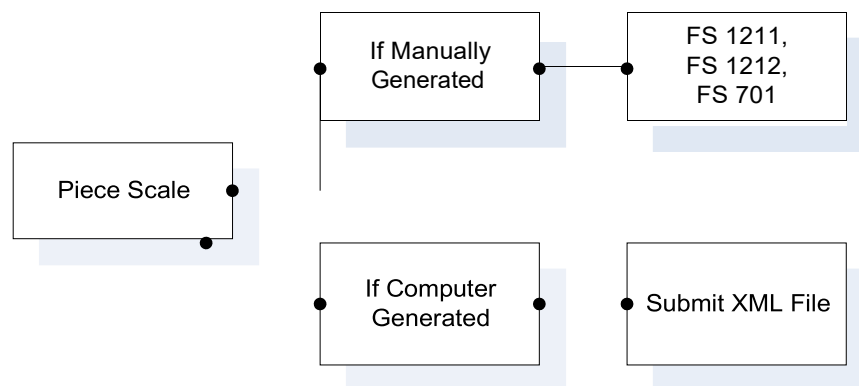 If Manually
Generated
FS 1211,
FS 1212,
FS 701
Piece Scale
If Computer
Generated
Submit XML File